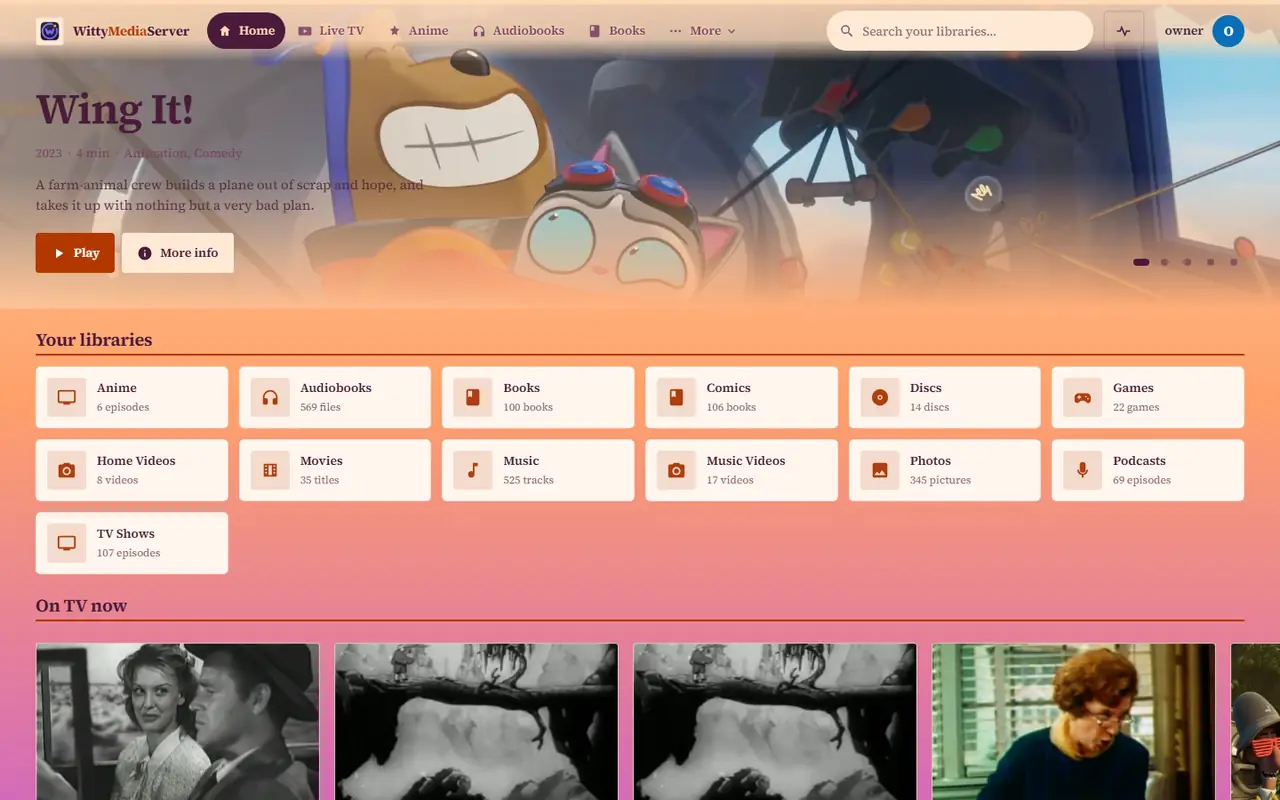 WittyMediaServer
Home
Live TV
Anime
Audiobooks
Books
More
Search your libraries...
owner
O
Wing It!
2023 · 4 min · Animation, Comedy
A farm-animal crew builds a plane out of scrap and hope, and
takes it up with nothing but a very bad plan.
Play
More info
Your libraries
Anime
6 episodes
Audiobooks
569 files
Books
100 books
Comics
106 books
Discs
14 discs
Games
22 games
Home Videos
8 videos
Movies
35 titles
Music
525 tracks
Music Videos
17 videos
Photos
345 pictures
Podcasts
69 episodes
TV Shows
107 episodes
On TV now